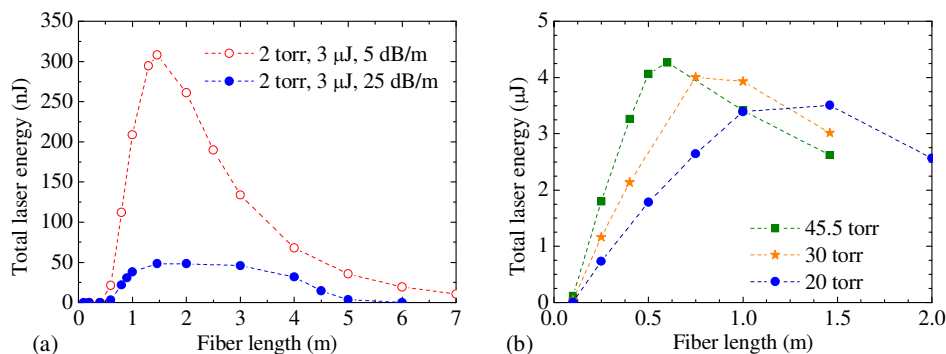 350
300
250
200
150
100
50
0
Total laser energy (nJ)
2 torr, 3 μJ, 5 dB/m
2 torr, 3 μJ, 25 dB/m
0 1 2 3 4 5 6 7
Fiber length (m)
(a)
5
4
3
2
1
0
Total laser energy (μJ)
45.5 torr
30 torr
20 torr
0.0 0.5 1.0 1.5 2.0
Fiber length (m)
(b)